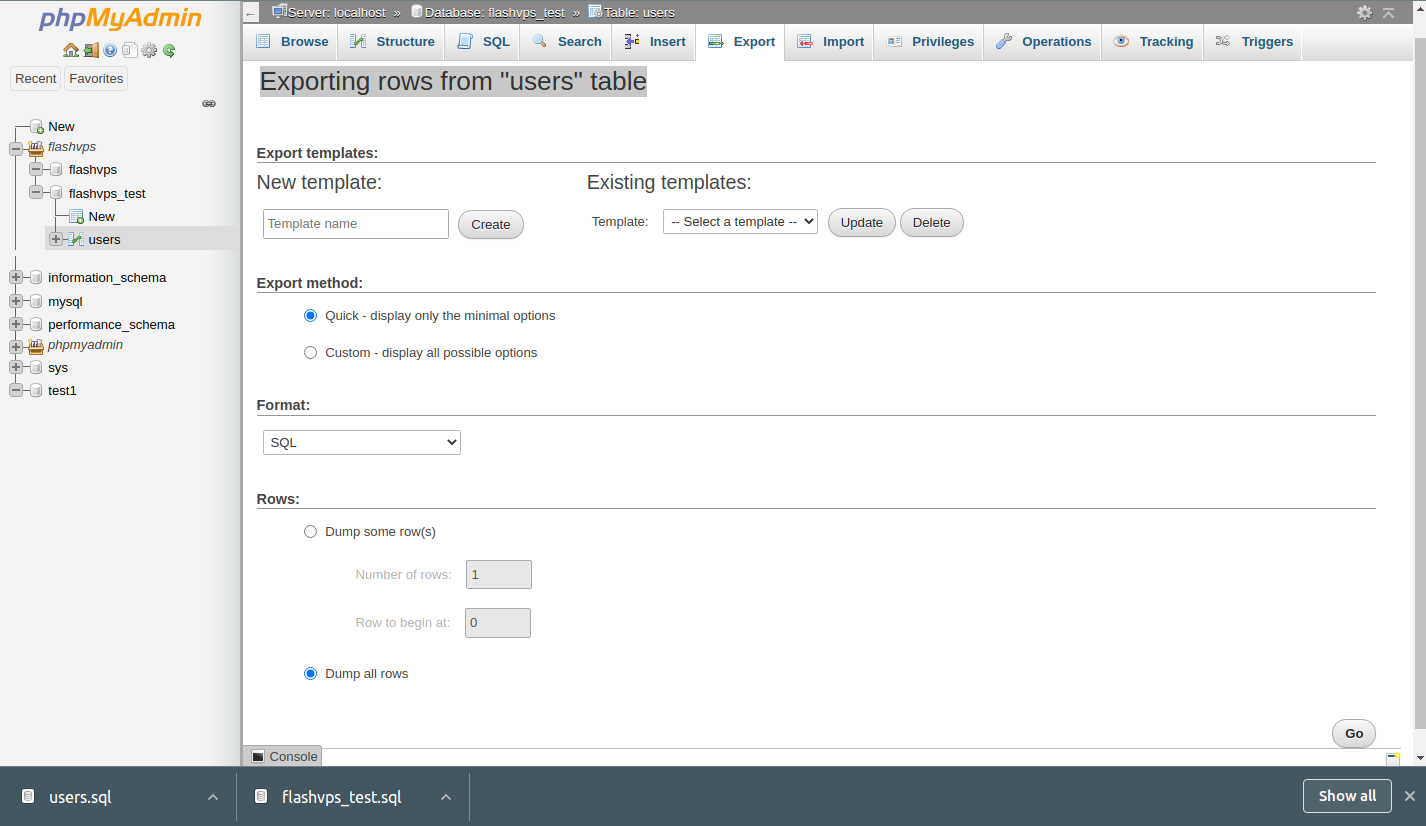 phpMyAdmin
Recent Favorites
New
flashvps
flashvps
flashvps_test
New
users
information_schema
mysql
performance_schema
phpmyadmin
sys
test1
← Server: localhost » Database: flashvps_test » Table: users
Browse Structure SQL Search Insert Export Import Privileges Operations Tracking Triggers
Exporting rows from "users" table
Export templates:
New template:
Template name Create
Existing templates:
Template: -- Select a template -- Update Delete
Export method:
Quick - display only the minimal options
Custom - display all possible options
Format:
SQL
Rows:
Dump some row(s)
Number of rows: 1
Row to begin at: 0
Dump all rows
Go
Console
users.sql flashvps_test.sql Show all